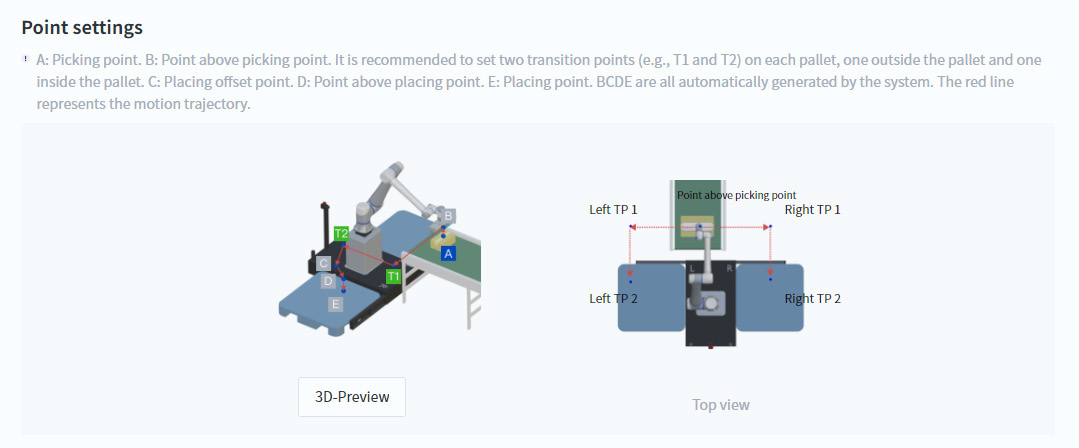 Point settings
! A: Picking point. B: Point above picking point. It is recommended to set two transition points (e.g., T1 and T2) on each pallet, one outside the pallet and one
inside the pallet. C: Placing offset point. D: Point above placing point. E: Placing point. BCDE are all automatically generated by the system. The red line
represents the motion trajectory.
B
T2
A
C
T1
D
E
3D-Preview
Point above picking point
Left TP 1
Right TP 1
L
R
Left TP 2
Right TP 2
Top view